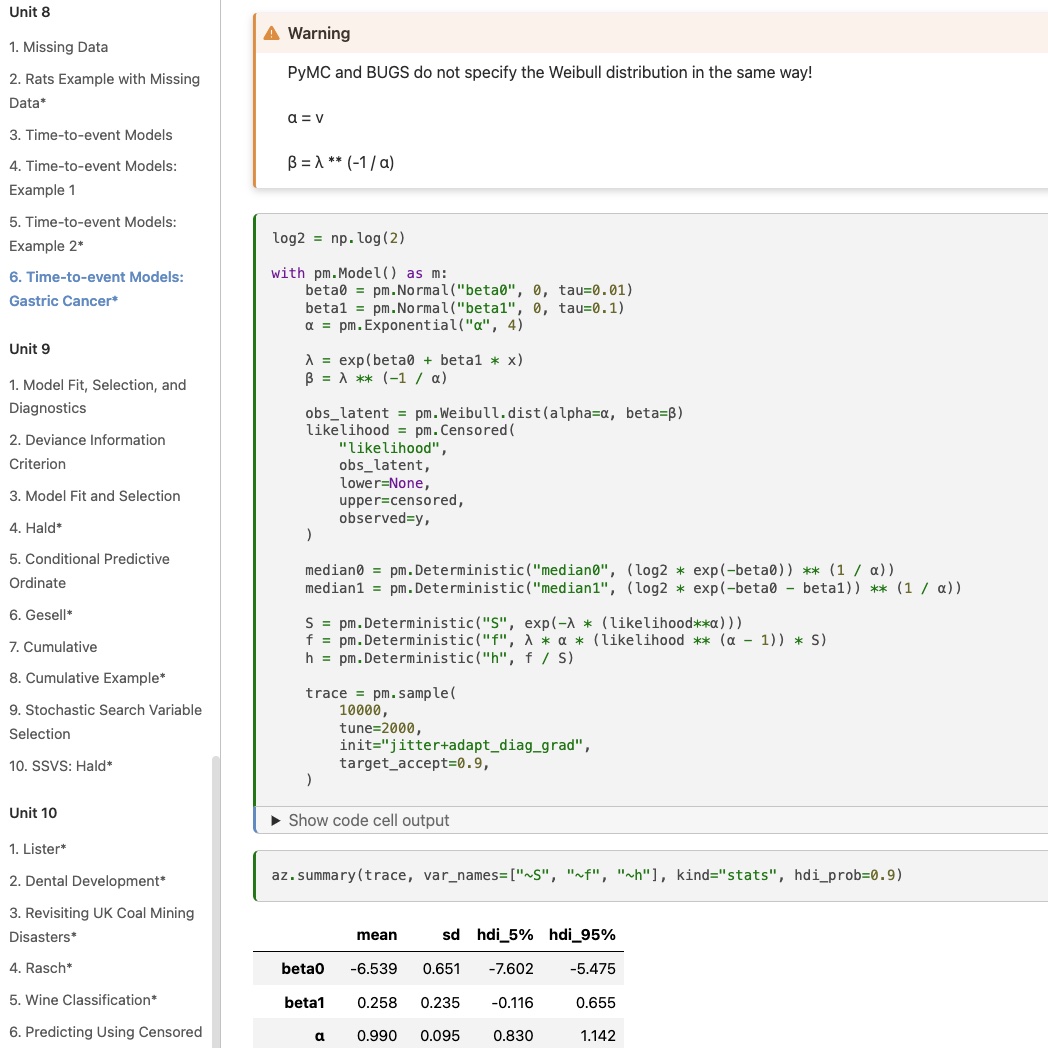 Unit 8
1. Missing Data
2. Rats Example with Missing
Data*
3. Time-to-event Models
4. Time-to-event Models:
Example 1
5. Time-to-event Models:
Example 2*
6. Time-to-event Models:
Gastric Cancer*
Unit 9
1. Model Fit, Selection, and
Diagnostics
2. Deviance Information
Criterion
3. Model Fit and Selection
4. Hald*
5. Conditional Predictive
Ordinate
6. Gesell*
7. Cumulative
8. Cumulative Example*
9. Stochastic Search Variable
Selection
10. SSVS: Hald*
Unit 10
1. Lister*
2. Dental Development*
3. Revisiting UK Coal Mining
Disasters*
4. Rasch*
5. Wine Classification*
6. Predicting Using Censored
Warning
PyMC and BUGS do not specify the Weibull distribution in the same way!
α = v
β = λ ** (-1 / α)
log2 = np.log(2)
with pm.Model() as m:
    beta0 = pm.Normal("beta0", 0, tau=0.01)
    beta1 = pm.Normal("beta1", 0, tau=0.1)
    α = pm.Exponential("α", 4)
    λ = exp(beta0 + beta1 * x)
    β = λ ** (-1 / α)
    obs_latent = pm.Weibull.dist(alpha=α, beta=β)
    likelihood = pm.Censored(
        "likelihood",
        obs_latent,
        lower=None,
        upper=censored,
        observed=y,
    )
    median0 = pm.Deterministic("median0", (log2 * exp(-beta0)) ** (1 / α))
    median1 = pm.Deterministic("median1", (log2 * exp(-beta0 - beta1)) ** (1 / α))
    S = pm.Deterministic("S", exp(-λ * (likelihood**α)))
    f = pm.Deterministic("f", λ * α * (likelihood ** (α - 1)) * S)
    h = pm.Deterministic("h", f / S)
    trace = pm.sample(
        10000,
        tune=2000,
        init="jitter+adapt_diag_grad",
        target_accept=0.9,
    )
Show code cell output
az.summary(trace, var_names=["~S", "~f", "~h"], kind="stats", hdi_prob=0.9)
mean sd hdi_5% hdi_95%
beta0 -6.539 0.651 -7.602 -5.475
beta1 0.258 0.235 -0.116 0.655
α 0.990 0.095 0.830 1.142